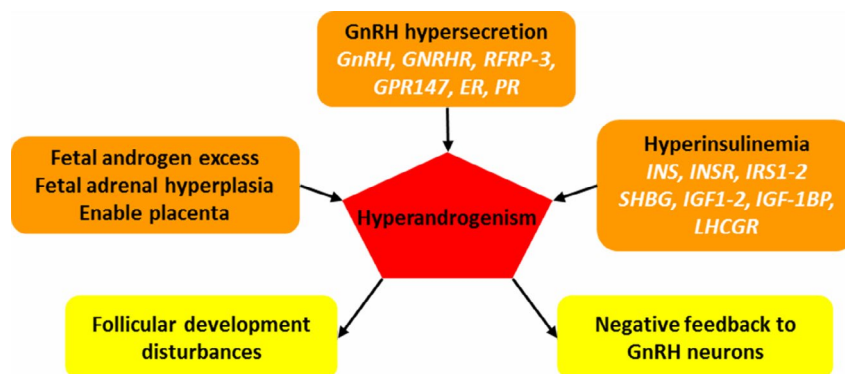 GnRH hypersecretion
GnRH, GNRHR, RFRP-3,
GPR147, ER, PR
Fetal androgen excess
Fetal adrenal hyperplasia
Enable placenta
Hyperinsulinemia
INS, INSR, IRS1-2
SHBG, IGF1-2, IGF-1BP,
LHCGR
Hyperandrogenism
Follicular development
disturbances
Negative feedback to
GnRH neurons